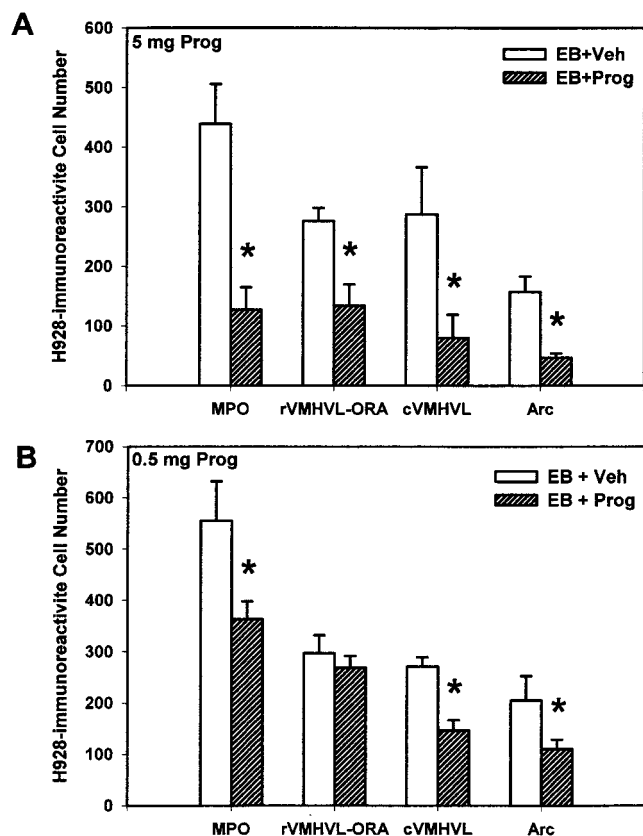 A
5 mg Prog
EB+Veh
EB+Prog
H928-immunoreactivite Cell Number
600
500
400
300
200
100
0
*
*
*
*
MPO rVMHVL-ORA cVMHVL Arc
B
0.5 mg Prog
EB + Veh
EB + Prog
H928-immunoreactivite Cell Number
700
600
500
400
300
200
100
0
*
*
*
MPO rVMHVL-ORA cVMHVL Arc